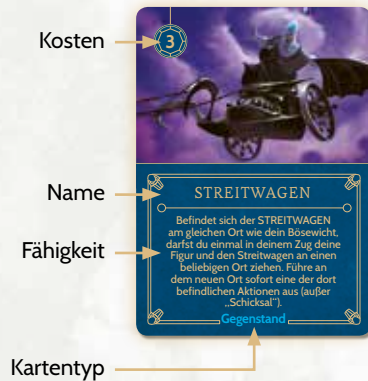 Kosten
3
Name
STREITWAGEN
Befindet sich der STREITWAGEN
am gleichen Ort wie dein Bösewicht,
darfst du einmal in deinem Zug deine
Figur und den Streitwagen an einen
beliebigen Ort ziehen. Führe an
dem neuen Ort sofort eine der dort
befindlichen Aktionen aus (außer
„Schicksal“).
Fähigkeit
Gegenstand
Kartentyp